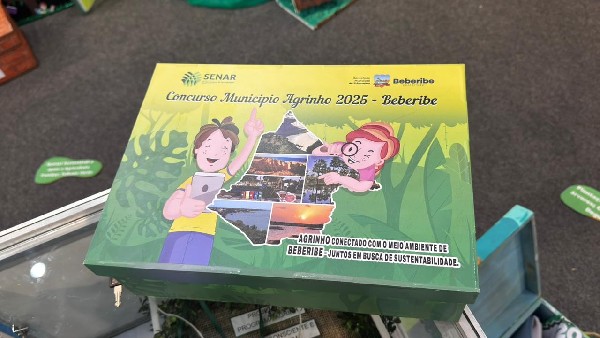 SENAR
Beberibe
Concurso Município Agrinho 2025 - Beberibe
AGRINHO CONECTADO COM O MEIO AMBIENTE DE
BEBERIBE - JUNTOS EM BUSCA DE SUSTENTABILIDADE.